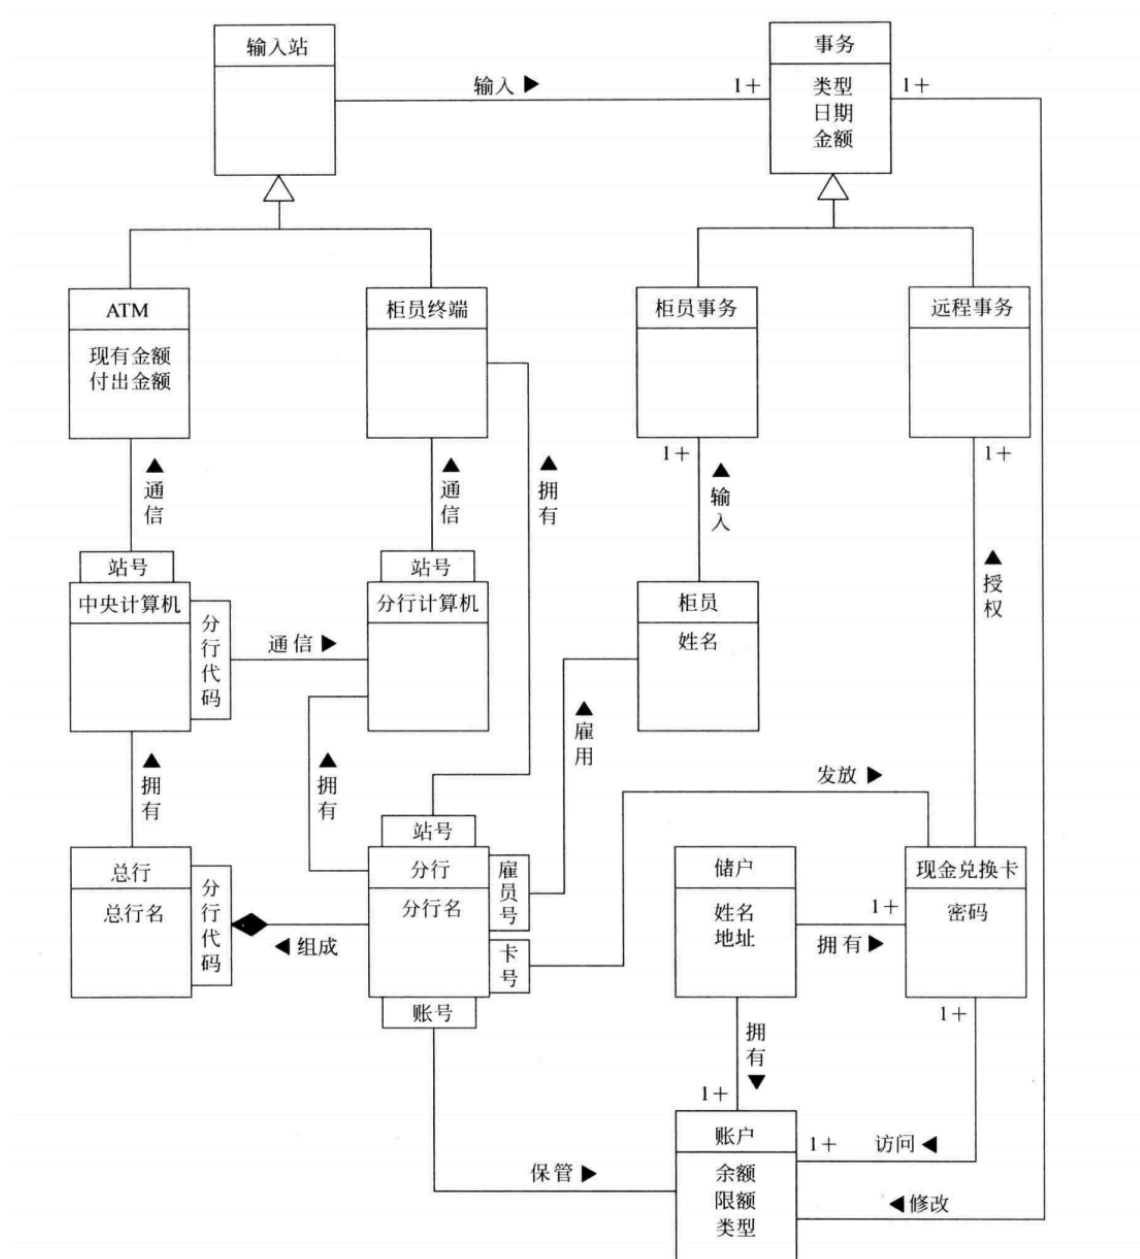 输入站
事务
输入 ▶
1+
1+
类型
日期
金额
ATM
柜员终端
柜员事务
远程事务
现有金额
付出金额
1+
1+
▲通信
▲通信
▲拥有
▲输入
▲授权
站号
站号
中央计算机
分行计算机
柜员
分行代码
通信 ▶
姓名
▲拥有
▲拥有
▲雇用
发放 ▶
站号
总行
分行
储户
现金兑换卡
分行代码
雇员号
总行名
分行名
姓名
地址
1+
密码
◀ 组成
拥有 ▶
卡号
账号
1+
拥有▼
1+
账户
1+
访问 ◀
保管 ▶
余额
限额
类型
◀ 修改